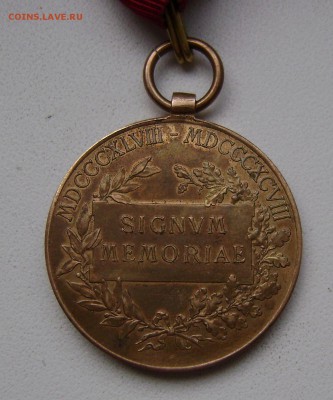 COINS.LAVE.RU
MDCCCXLVIII - MDCCCXCVIII
SIGNVM
MEMORIAE